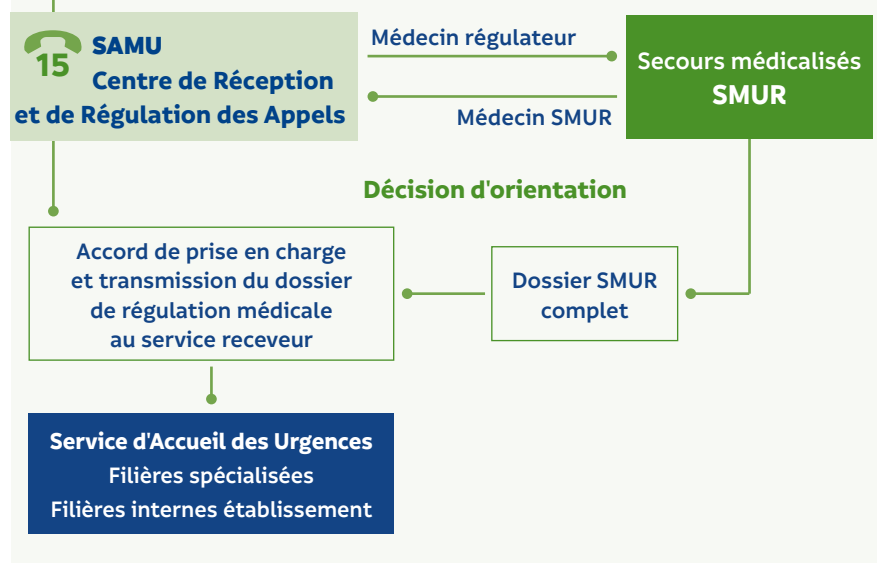 15
SAMU
Centre de Réception
et de Régulation des Appels
Médecin régulateur
Médecin SMUR
Secours médicalisés
SMUR
Décision d'orientation
Accord de prise en charge
et transmission du dossier
de régulation médicale
au service receveur
Dossier SMUR
complet
Service d'Accueil des Urgences
Filières spécialisées
Filières internes établissement